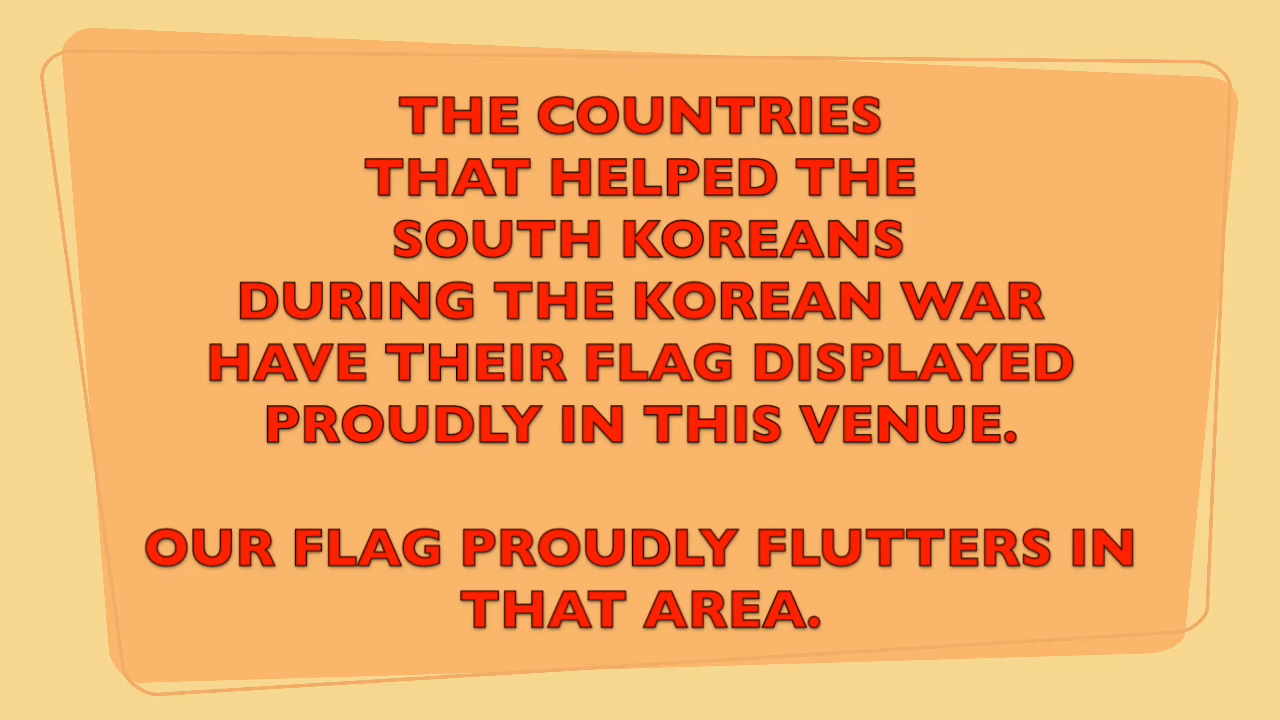 THE COUNTRIES
THAT HELPED THE
SOUTH KOREANS
DURING THE KOREAN WAR
HAVE THEIR FLAG DISPLAYED
PROUDLY IN THIS VENUE.
OUR FLAG PROUDLY FLUTTERS IN
THAT AREA.